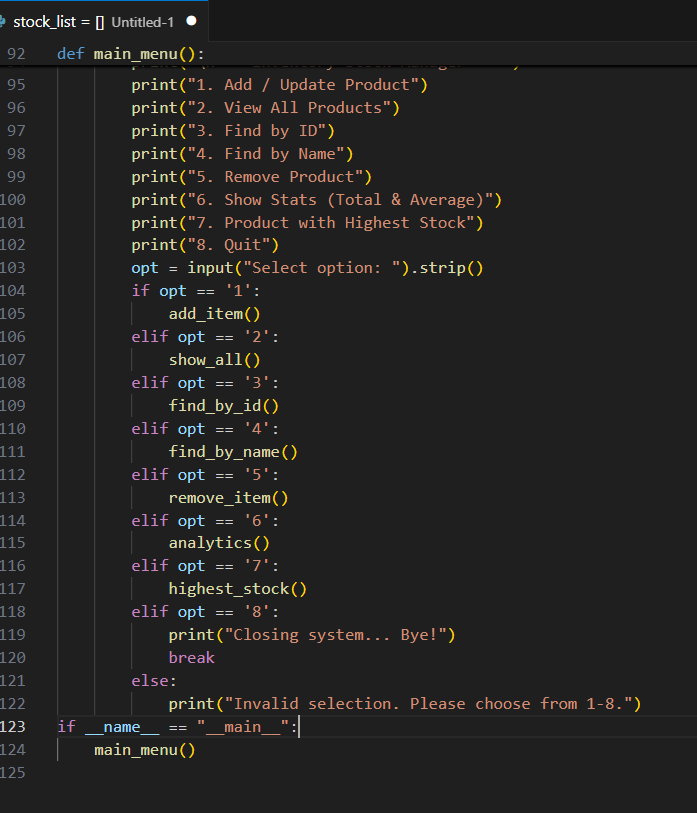 stock_list = [] Untitled-1
92 def main_menu():
95 print("1. Add / Update Product")
96 print("2. View All Products")
97 print("3. Find by ID")
98 print("4. Find by Name")
99 print("5. Remove Product")
100 print("6. Show Stats (Total & Average)")
101 print("7. Product with Highest Stock")
102 print("8. Quit")
103 opt = input("Select option: ").strip()
104 if opt == '1':
105 add_item()
106 elif opt == '2':
107 show_all()
108 elif opt == '3':
109 find_by_id()
110 elif opt == '4':
111 find_by_name()
112 elif opt == '5':
113 remove_item()
114 elif opt == '6':
115 analytics()
116 elif opt == '7':
117 highest_stock()
118 elif opt == '8':
119 print("Closing system... Bye!")
120 break
121 else:
122 print("Invalid selection. Please choose from 1-8.")
123 if __name__ == "__main__":
124 main_menu()
125